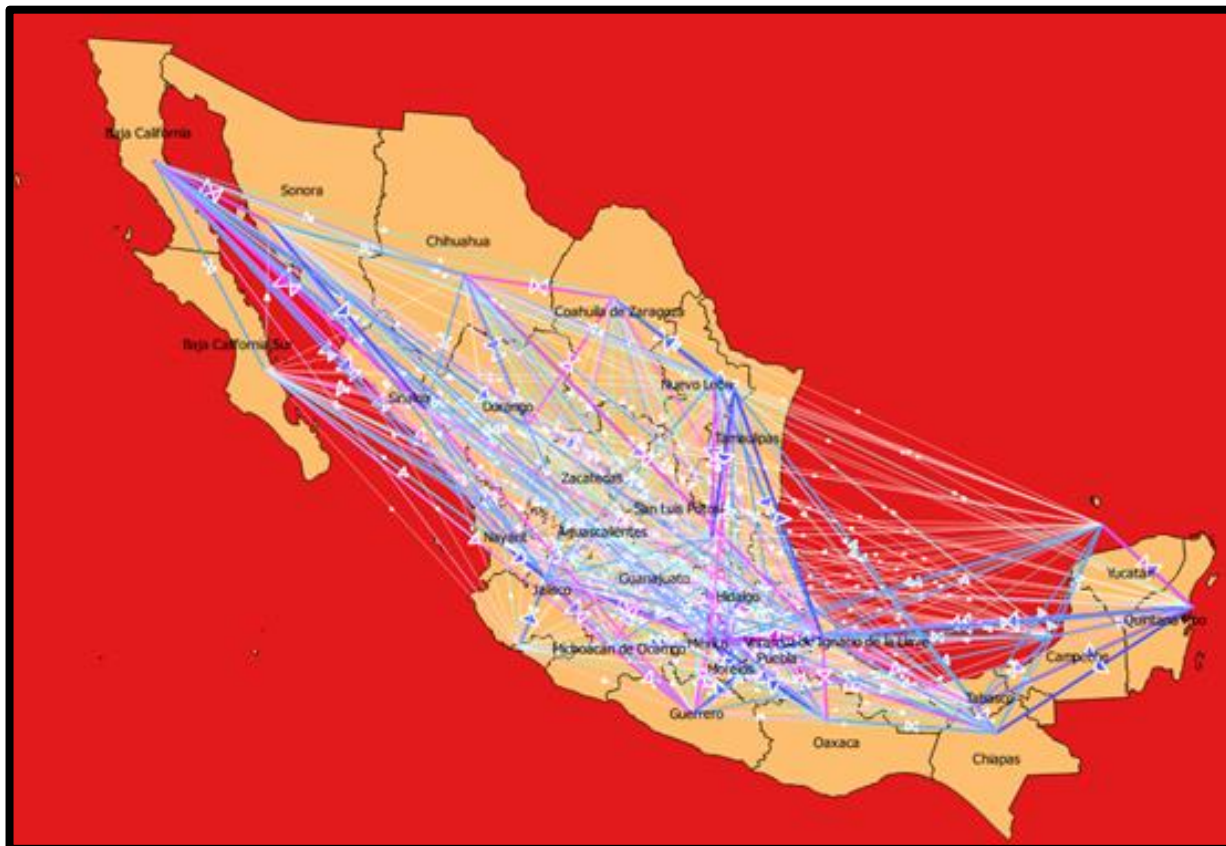 Baja California
Sonora
Chihuahua
Coahuila de Zaragoza
Baja California Sur
Nuevo León
Sinaloa
Durango
Tamaulipas
Zacatecas
San Luis Potosí
Aguascalientes
Nayarit
Guanajuato
Jalisco
Hidalgo
Yucatán
Quintana Roo
Veracruz de Ignacio de la Llave
México
Michoacán de Ocampo
Puebla
Campeche
Morelos
Tabasco
Guerrero
Oaxaca
Chiapas